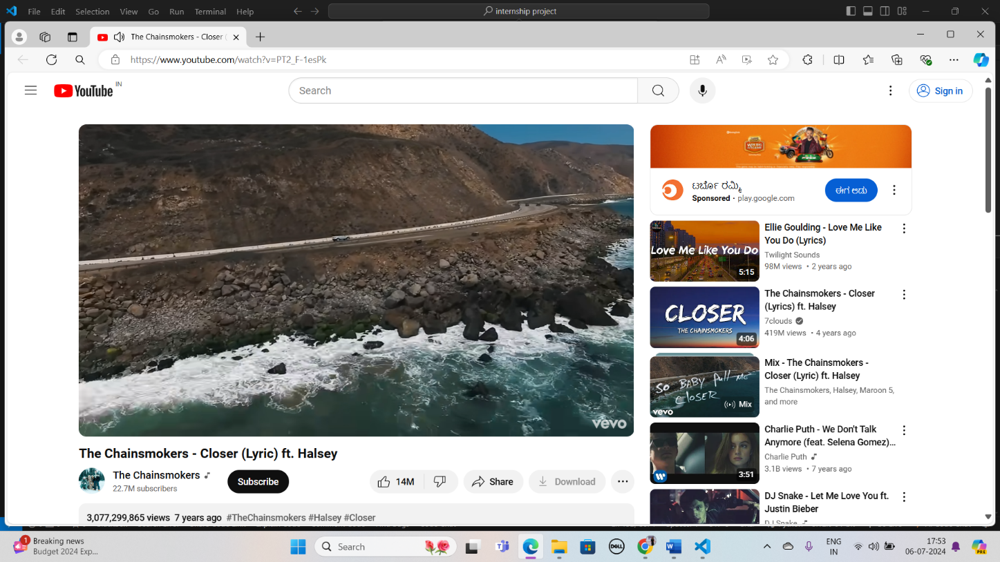 File Edit Selection View Go Run Terminal Help internship project
The Chainsmokers - Closer (
https://www.youtube.com/watch?v=PT2_F-1esPk
YouTube IN
Search
Sign in
ಟರ್ಬೋ ರಮ್ಮಿ
Sponsored · play.google.com
ಈಗ ಆಡು
Love Me Like You Do
5:15
Ellie Goulding - Love Me Like
You Do (Lyrics)
Twilight Sounds
98M views • 2 years ago
CLOSER
THE CHAINSMOKERS
4:06
The Chainsmokers - Closer
(Lyrics) ft. Halsey
7clouds
419M views • 4 years ago
SO BABY PULL ME
CLOSER
Mix
vevo
Mix - The Chainsmokers -
Closer (Lyric) ft. Halsey
The Chainsmokers, Halsey, Maroon 5,
and more
3:51
Charlie Puth - We Don't Talk
Anymore (feat. Selena Gomez)...
Charlie Puth
3.1B views • 7 years ago
DJ Snake - Let Me Love You ft.
Justin Bieber
DJ Snake
vevo
The Chainsmokers - Closer (Lyric) ft. Halsey
The Chainsmokers
22.7M subscribers
Subscribe
14M
Share
Download
3,077,299,865 views 7 years ago #TheChainsmokers #Halsey #Closer
1
Breaking news
Budget 2024 Exp...
Search
DELL
ENG
IN
17:53
06-07-2024
PRE